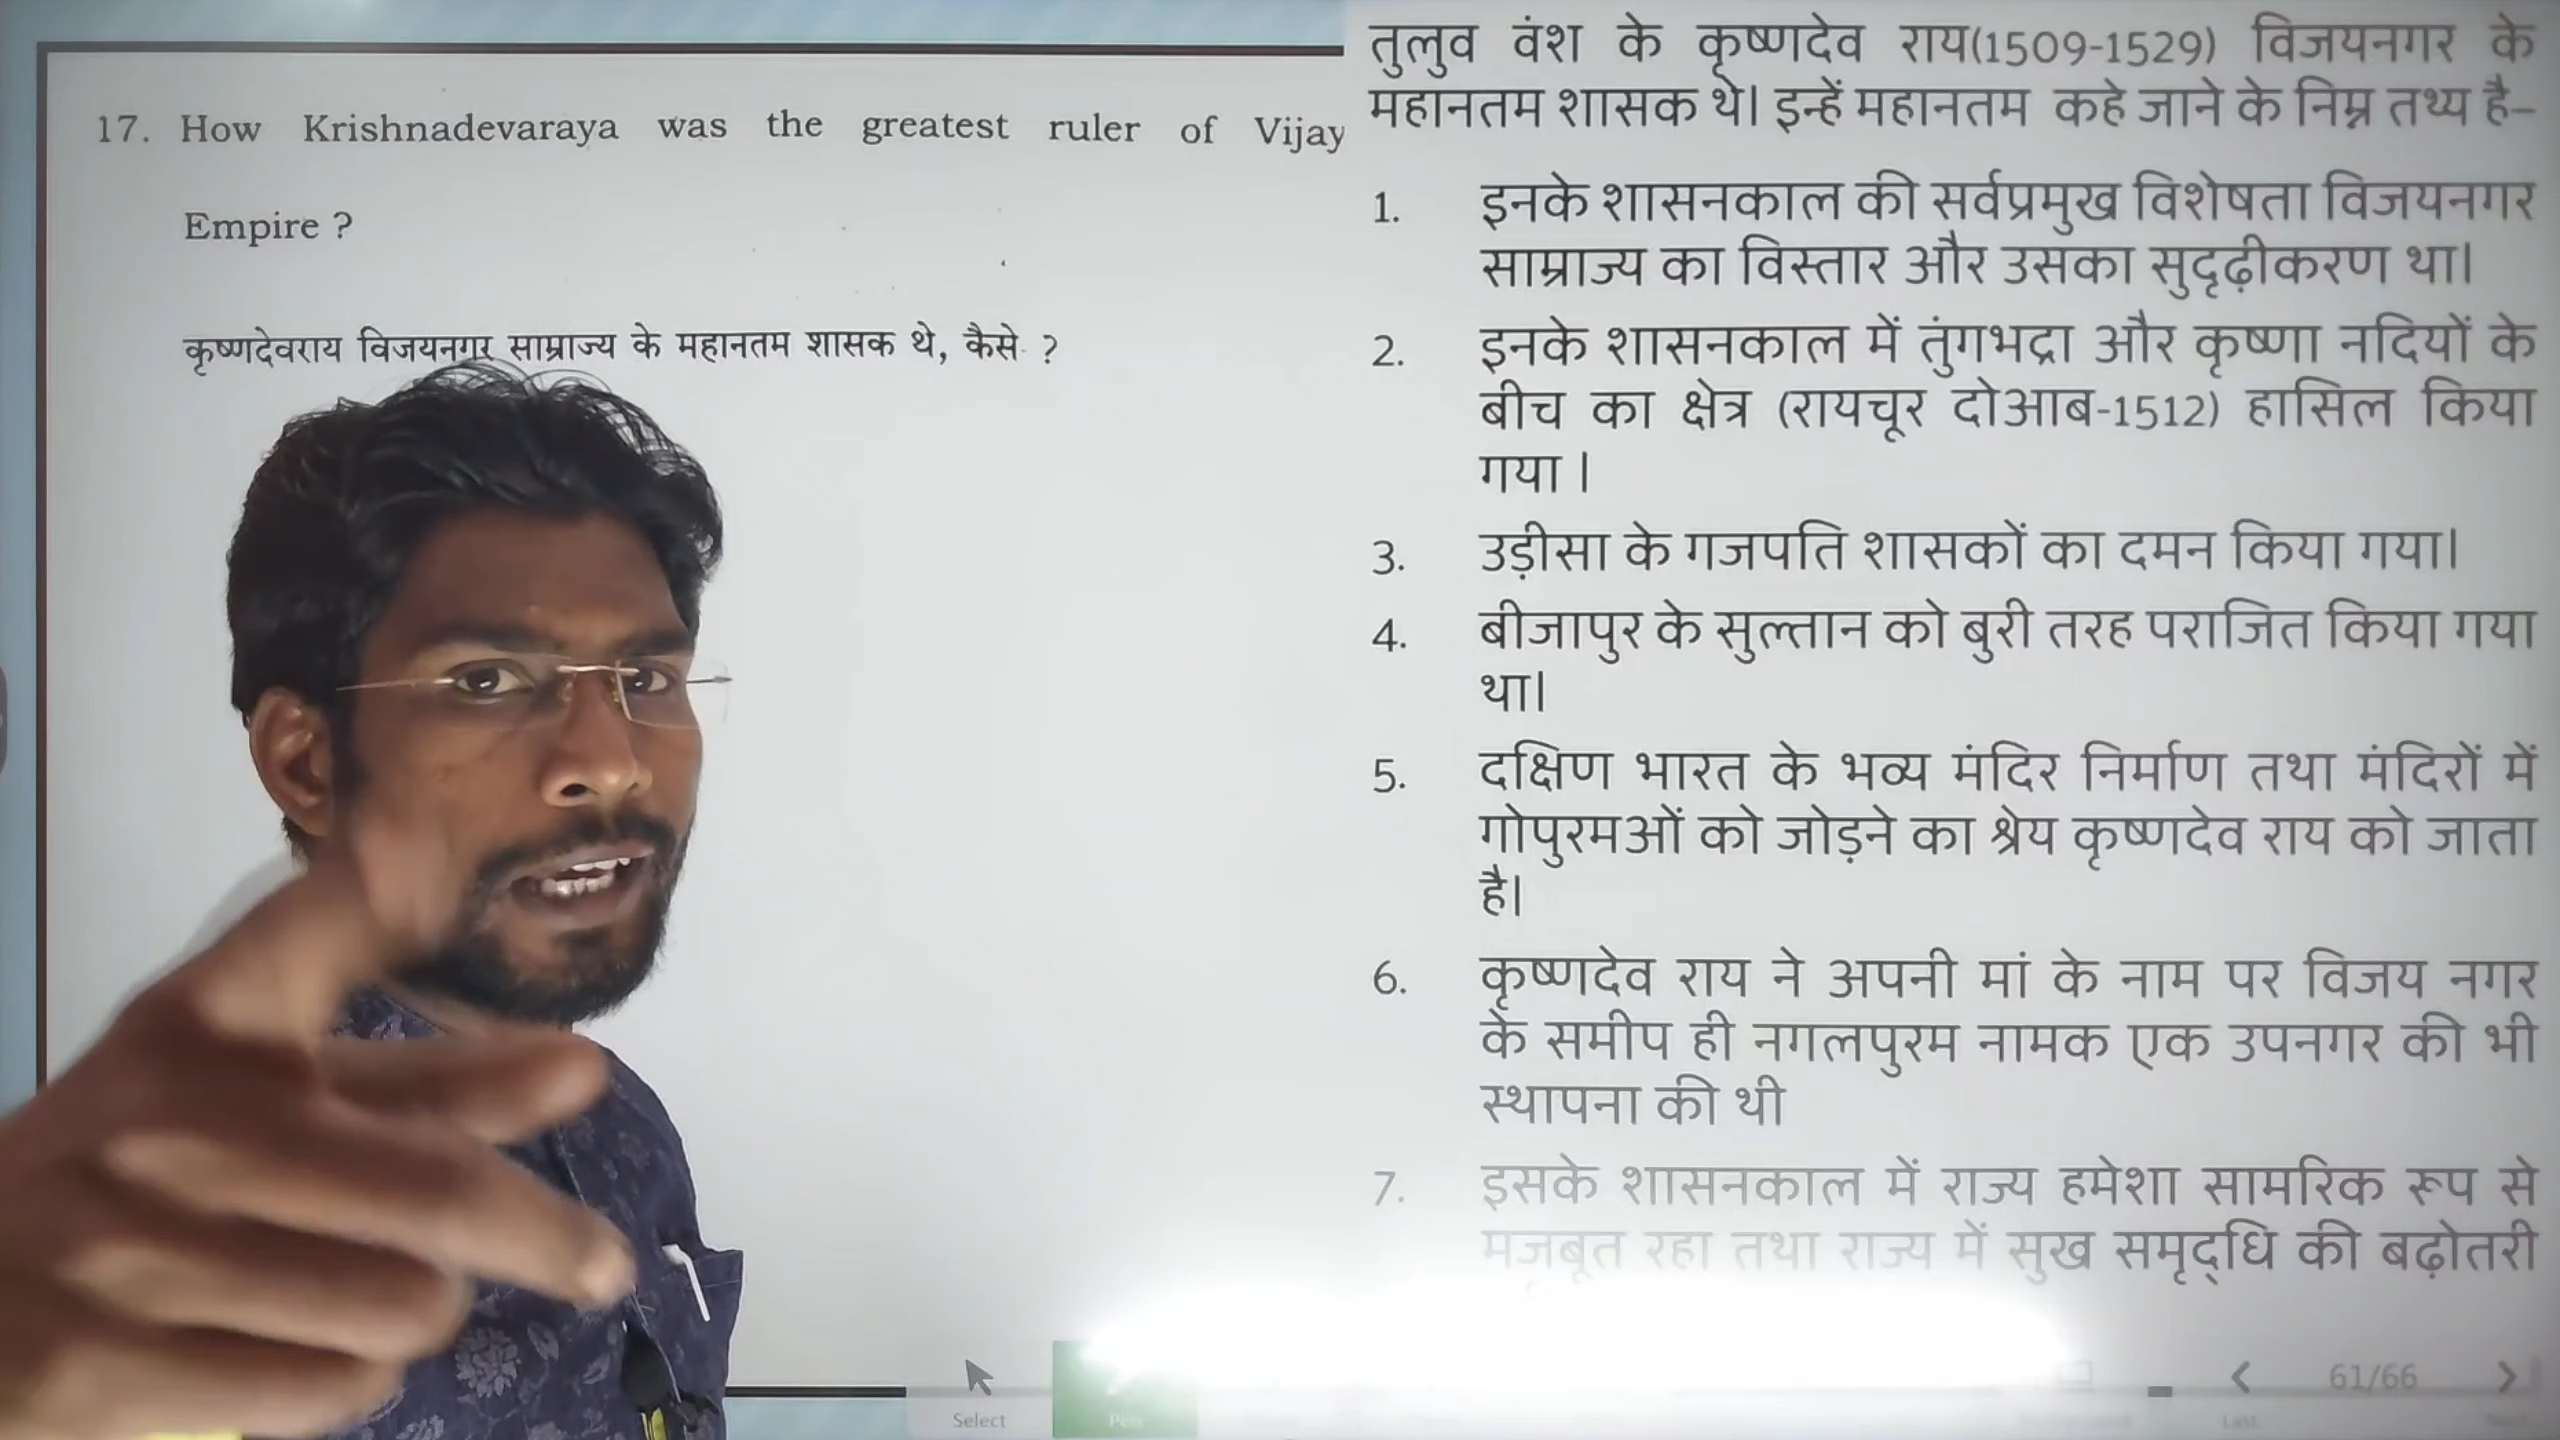 17. How Krishnadevaraya was the greatest ruler of Vijay
Empire ?
कृष्णदेवराय विजयनगर साम्राज्य के महानतम शासक थे, कैसे ?
तुलुव वंश के कृष्णदेव राय(1509-1529) विजयनगर के
महानतम शासक थे। इन्हें महानतम कहे जाने के निम्न तथ्य है–
1. इनके शासनकाल की सर्वप्रमुख विशेषता विजयनगर
साम्राज्य का विस्तार और उसका सुदृढ़ीकरण था।
2. इनके शासनकाल में तुंगभद्रा और कृष्णा नदियों के
बीच का क्षेत्र (रायचूर दोआब-1512) हासिल किया
गया ।
3. उड़ीसा के गजपति शासकों का दमन किया गया।
4. बीजापुर के सुल्तान को बुरी तरह पराजित किया गया
था।
5. दक्षिण भारत के भव्य मंदिर निर्माण तथा मंदिरों में
गोपुरमओं को जोड़ने का श्रेय कृष्णदेव राय को जाता
है।
6. कृष्णदेव राय ने अपनी मां के नाम पर विजय नगर
के समीप ही नगलपुरम नामक एक उपनगर की भी
स्थापना की थी
7. इसके शासनकाल में राज्य हमेशा सामरिक रूप से
मजबूत रहा तथा राज्य में सुख समृद्धि की बढ़ोतरी
Select
Pen
61/66
Last